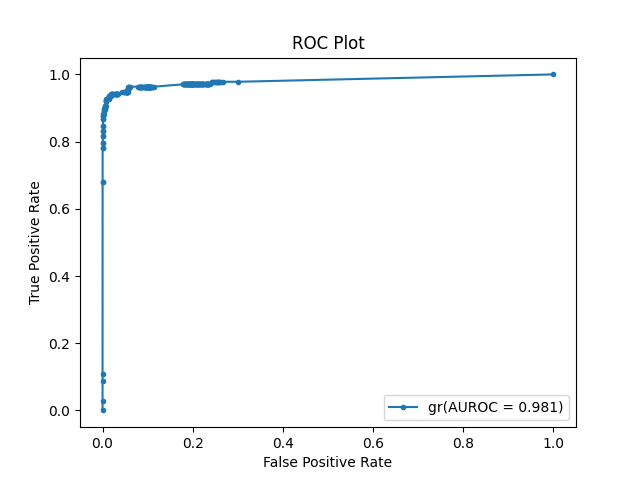 ROC Plot
1.0
0.8
0.6
0.4
0.2
0.0
True Positive Rate
gr(AUROC = 0.981)
0.0 0.2 0.4 0.6 0.8 1.0
False Positive Rate